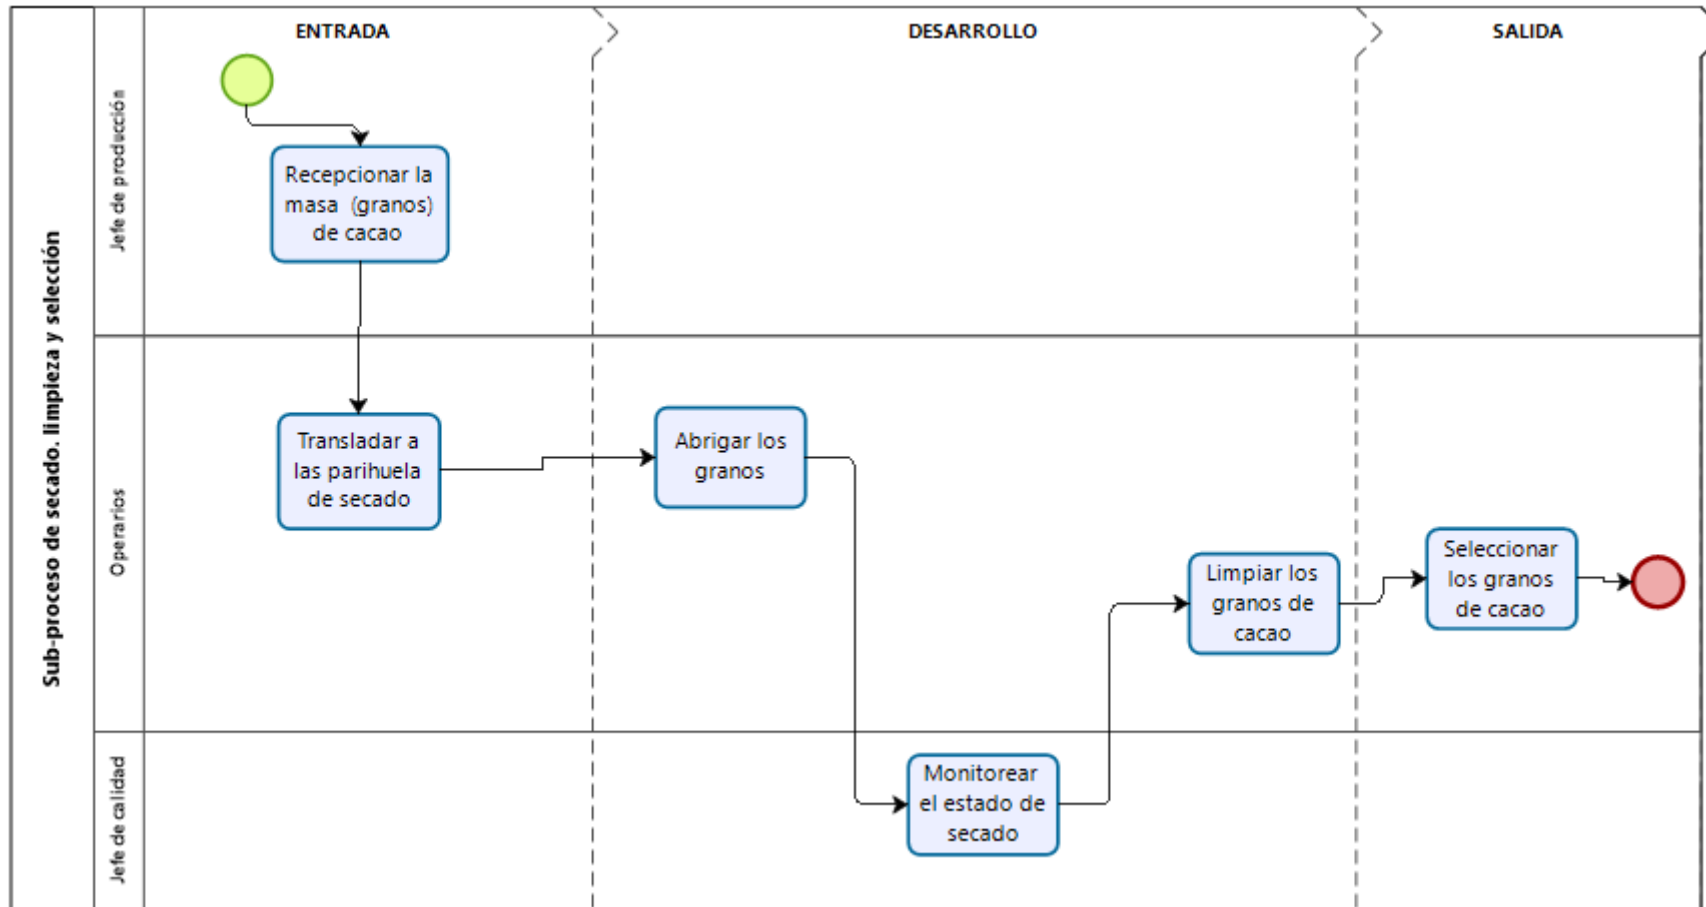 ENTRADA
DESARROLLO
SALIDA
Sub-proceso de secado. limpieza y selección
Jefe de producción
Recepcionar la
masa (granos)
de cacao
Operarios
Transladar a
las parihuela
de secado
Abrigar los
granos
Limpiar los
granos de
cacao
Seleccionar
los granos
de cacao
Jefe de calidad
Monitorear
el estado de
secado